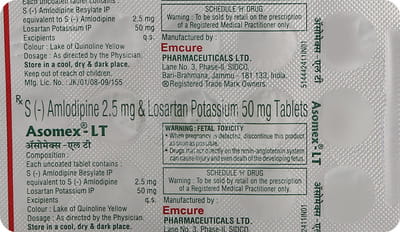 Each uncoated tablet contains :
S (-) Amlodipine Besylate IP
equivalent to S (-) Amlodipine 2.5 mg
Losartan Potassium IP 50 mg
Excipients q.s.
Colour : Lake of Quinoline Yellow
Dosage : As directed by the Physician.
Store in a cool, dry & dark place.
Keep out of reach of children.
Mfg. Lic. No.: JK/01/08-09/155
SCHEDULE 'H' DRUG
Warning : To be sold by retail on the prescription
of a Registered Medical Practitioner only.
Manufactured by :
Emcure
PHARMACEUTICALS LTD.
Lane No. 3, Phase-II, SIDCO,
Bari-Brahmana, Jammu - 181 133, INDIA.
®Registered Trade Mark Owners.
Rx S (-) Amlodipine 2.5 mg & Losartan Potassium 50 mg Tablets
Asomex®-LT
ॲसोमेक्स - एल टी
Composition :
Each uncoated tablet contains :
S (-) Amlodipine Besylate IP
equivalent to S (-) Amlodipine 2.5 mg
Losartan Potassium IP 50 mg
Excipients q.s.
Colour : Lake of Quinoline Yellow
Dosage : As directed by the Physician.
Store in a cool, dry & dark place.
WARNING: FETAL TOXICITY
• When pregnancy is detected, discontinue this product
as soon as possible.
• Drugs that act directly on the renin-angiotensin system
can cause injury and even death of the developing fetus.
SCHEDULE 'H' DRUG
Warning : To be sold by retail on the prescription
of a Registered Medical Practitioner only.
Manufactured by :
Emcure
PHARMACEUTICALS LTD.
Lane No. 3, Phase-II, SIDCO,
ॲसोमेक्स - एल टी
Asomex®-LT